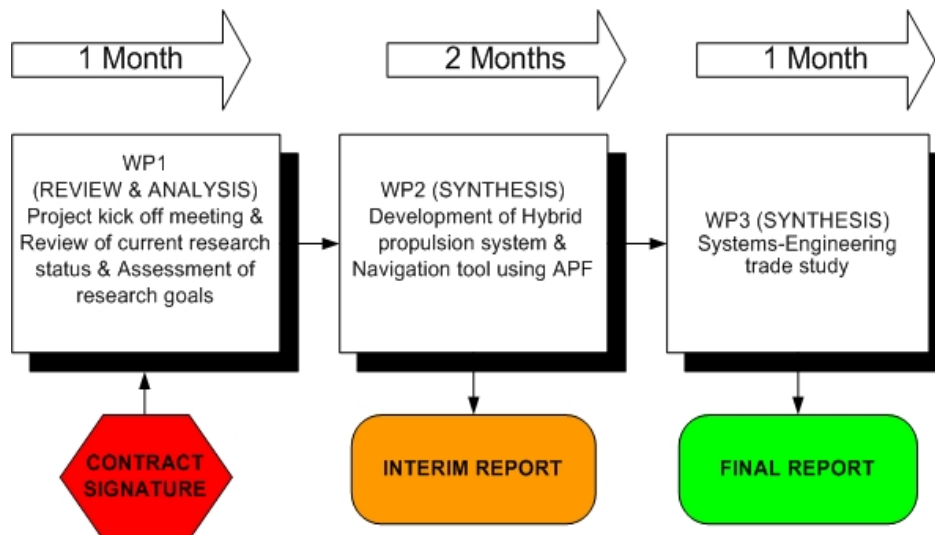 1 Month
2 Months
1 Month
WP1
(REVIEW & ANALYSIS)
Project kick off meeting &
Review of current research
status & Assessment of
research goals
WP2 (SYNTHESIS)
Development of Hybrid
propulsion system &
Navigation tool using APF
WP3 (SYNTHESIS)
Systems-Engineering
trade study
CONTRACT
SIGNATURE
INTERIM REPORT
FINAL REPORT